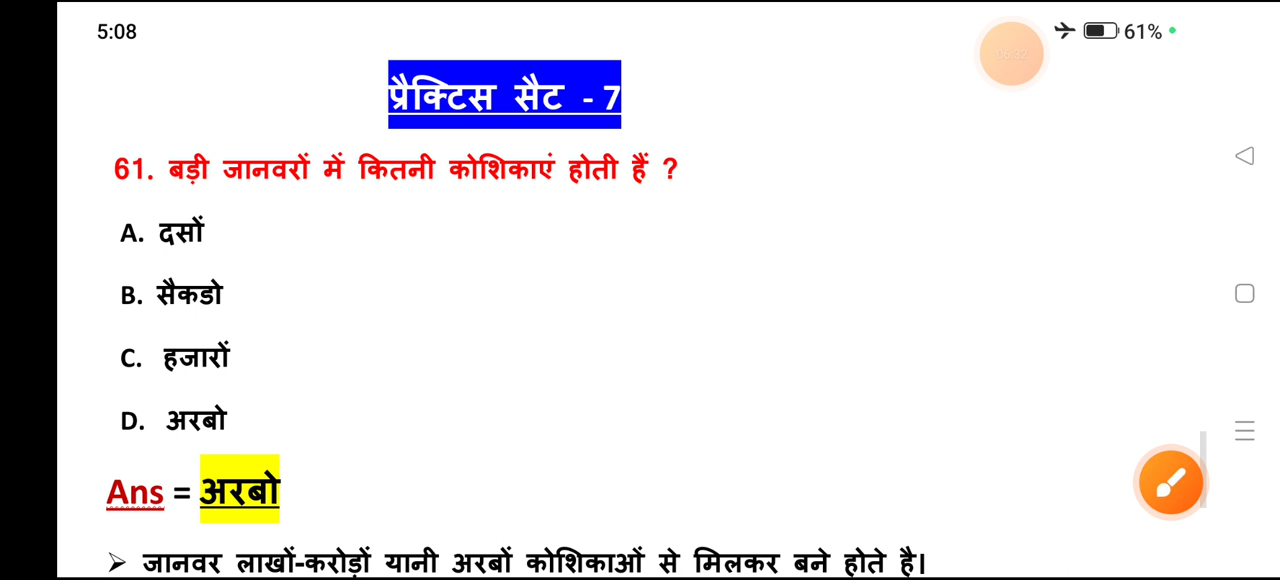 5:08
61%
प्रैक्टिस सैट - 7
61. बड़ी जानवरों में कितनी कोशिकाएं होती हैं ?
A. दसों
B. सैकडो
C. हजारों
D. अरबो
Ans = अरबो
➢ जानवर लाखों-करोड़ों यानी अरबों कोशिकाओं से मिलकर बने होते है।